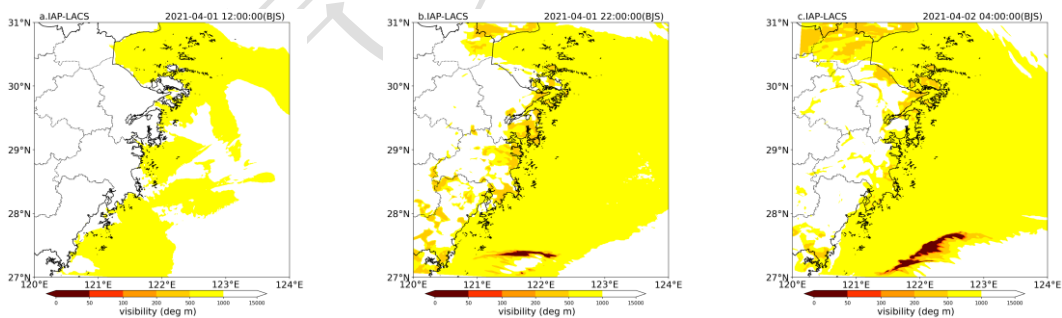 a.IAP-LACS 2021-04-01 12:00:00(BJS)
31°N
30°N
29°N
28°N
27°N
120°E 121°E 122°E 123°E 124°E
0 50 100 200 500 1000 15000
visibility (deg m)
b.IAP-LACS 2021-04-01 22:00:00(BJS)
31°N
30°N
29°N
28°N
27°N
120°E 121°E 122°E 123°E 124°E
0 50 100 200 500 1000 15000
visibility (deg m)
c.IAP-LACS 2021-04-02 04:00:00(BJS)
31°N
30°N
29°N
28°N
27°N
120°E 121°E 122°E 123°E 124°E
0 50 100 200 500 1000 15000
visibility (deg m)